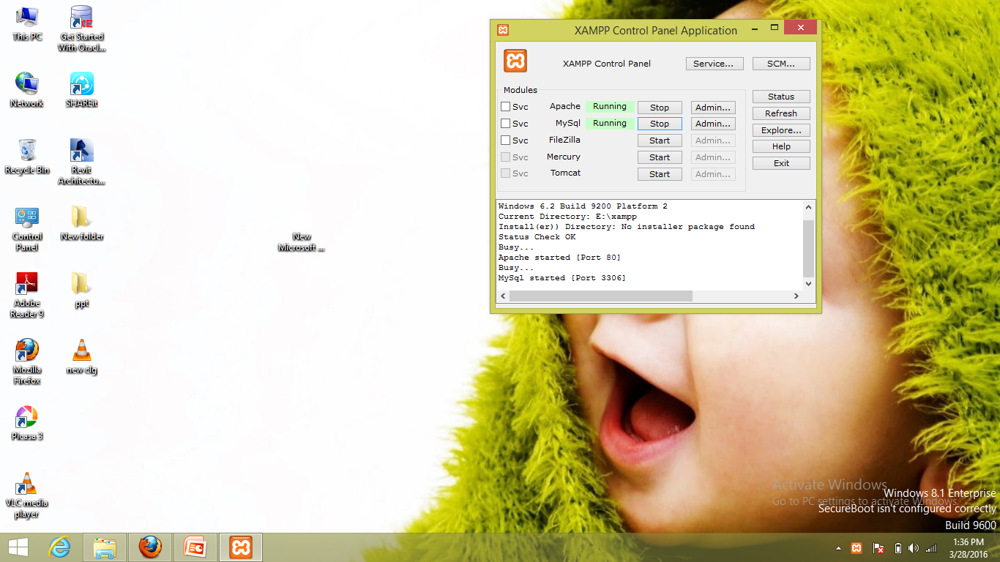 This PC
Get Started
With Oracl...
Network
SHAREit
Recycle Bin
Revit
Architectu...
Control
Panel
New folder
New
Microsoft ...
Adobe
Reader 9
ppt
Mozilla
Firefox
new clg
Picasa 3
VLC media
player
XAMPP Control Panel Application
XAMPP Control Panel
Service...
SCM...
Modules
Svc Apache Running Stop Admin...
Svc MySql Running Stop Admin...
Svc FileZilla Start Admin...
Svc Mercury Start Admin...
Svc Tomcat Start Admin...
Status
Refresh
Explore...
Help
Exit
Windows 6.2 Build 9200 Platform 2
Current Directory: E:\xampp
Install(er)) Directory: No installer package found
Status Check OK
Busy...
Apache started [Port 80]
Busy...
MySql started [Port 3306]
Activate Windows
Go to PC settings to activate Windows.
Windows 8.1 Enterprise
SecureBoot isn't configured correctly
Build 9600
1:36 PM
3/28/2016